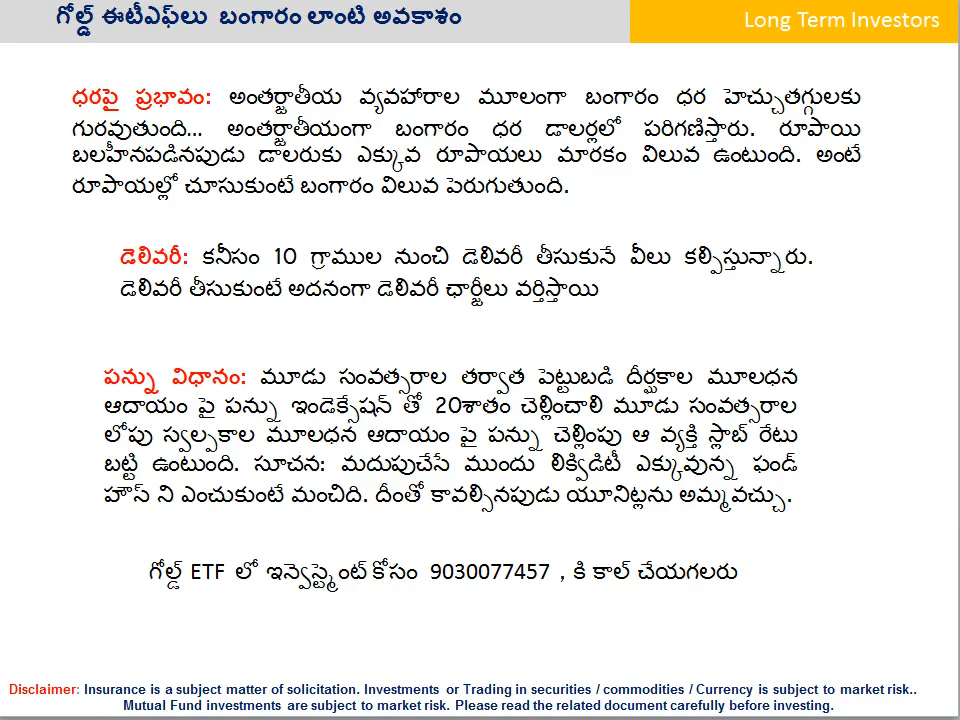 గోల్డ్ ఈటీఎఫ్‌లు బంగారం లాంటి అవకాశం
Long Term Investors
ధరపై ప్రభావం: అంతర్జాతీయ వ్యవహారాల మూలంగా బంగారం ధర హెచ్చుతగ్గులకు
గురవుతుంది... అంతర్జాతీయంగా బంగారం ధర డాలర్లలో పరిగణిస్తారు. రూపాయి
బలహీనపడినపుడు డాలరుకు ఎక్కువ రూపాయలు మారకం విలువ ఉంటుంది. అంటే
రూపాయల్లో చూసుకుంటే బంగారం విలువ పెరుగుతుంది.
డెలివరీ: కనీసం 10 గ్రాముల నుంచి డెలివరీ తీసుకునే వీలు కల్పిస్తున్నారు.
డెలివరీ తీసుకుంటే అదనంగా డెలివరీ ఛార్జీలు వర్తిస్తాయి
పన్ను విధానం: మూడు సంవత్సరాల తర్వాత పెట్టుబడి దీర్ఘకాల మూలధన
ఆదాయం పై పన్ను ఇండెక్సేషన్ తో 20శాతం చెల్లించాలి మూడు సంవత్సరాల
లోపు స్వల్పకాల మూలధన ఆదాయం పై పన్ను చెల్లింపు ఆ వ్యక్తి స్లాబ్ రేటు
బట్టి ఉంటుంది. సూచన: మదుపుచేసే ముందు లిక్విడిటీ ఎక్కువున్న ఫండ్
హౌస్ ని ఎంచుకుంటే మంచిది. దీంతో కావల్సినపుడు యూనిట్లను అమ్మవచ్చు.
గోల్డ్ ETF లో ఇన్వెస్ట్మెంట్ కోసం 9030077457 , కి కాల్ చేయగలరు
Disclaimer: Insurance is a subject matter of solicitation. Investments or Trading in securities / commodities / Currency is subject to market risk..
Mutual Fund investments are subject to market risk. Please read the related document carefully before investing.